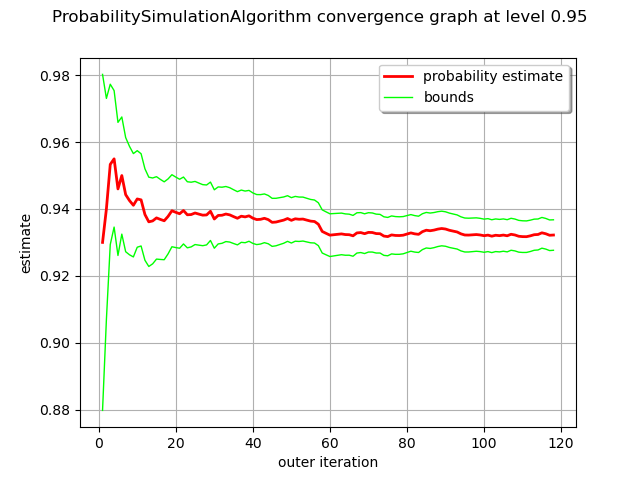 ProbabilitySimulationAlgorithm convergence graph at level 0.95
probability estimate
bounds
0.98
0.96
0.94
0.92
0.90
0.88
estimate
0 20 40 60 80 100 120
outer iteration